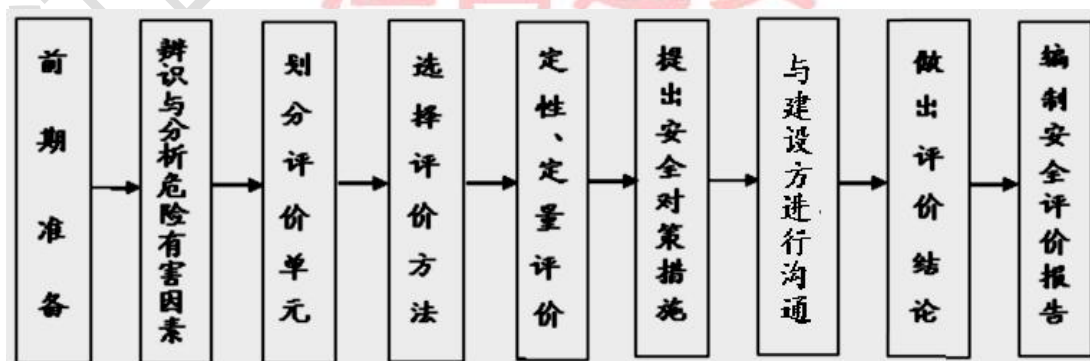 前期准备
辨识与分析危险有害因素
划分评价单元
选择评价方法
定性、定量评价
提出安全对策措施
与建设方进行沟通
做出评价结论
编制安全评价报告